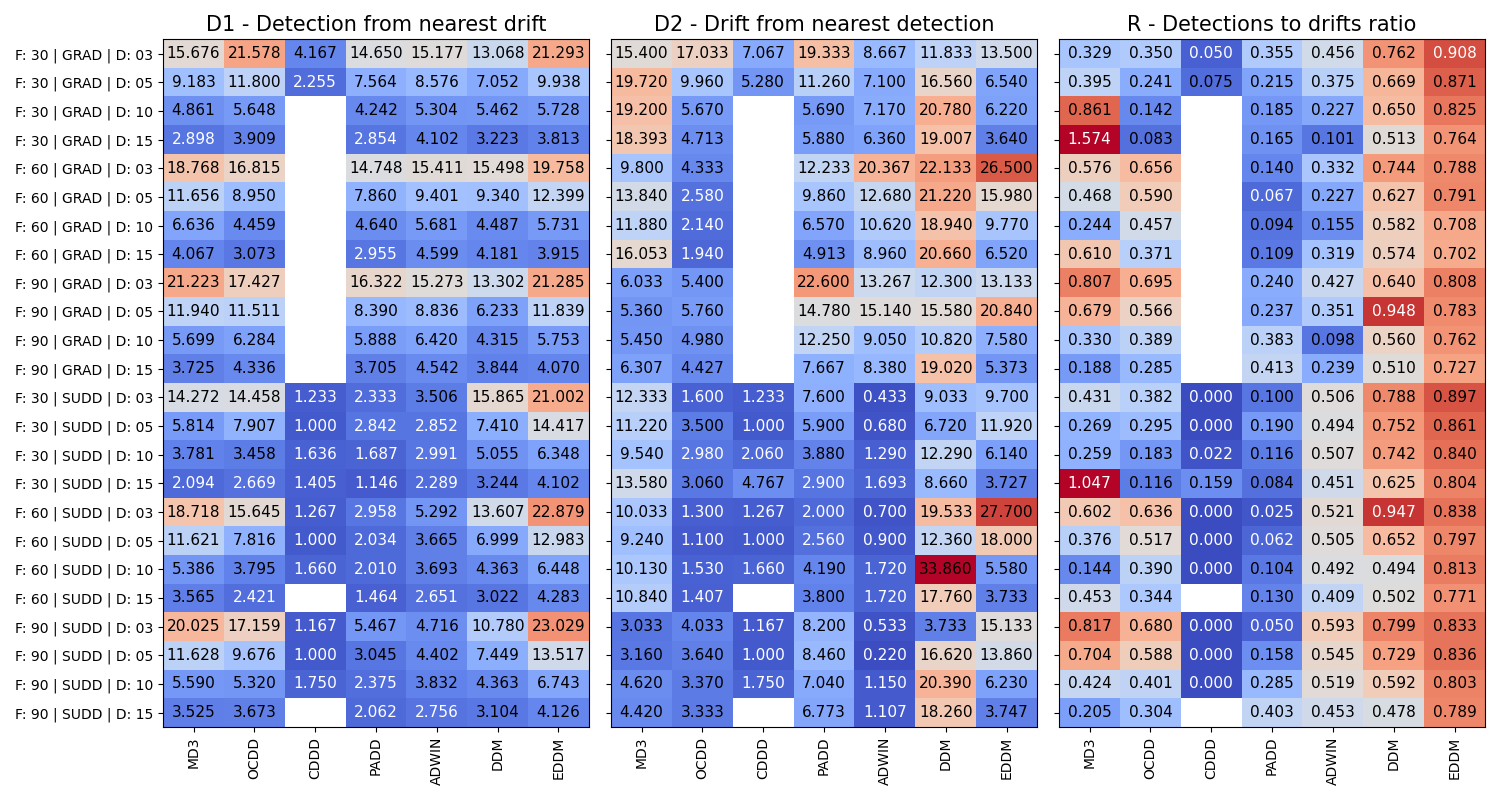 D1 - Detection from nearest drift D2 - Drift from nearest detection R - Detections to drifts ratio
F: 30 | GRAD | D: 03 15.676 21.578 4.167 14.650 15.177 13.068 21.293 15.400 17.033 7.067 19.333 8.667 11.833 13.500 0.329 0.350 0.050 0.355 0.456 0.762 0.908
F: 30 | GRAD | D: 05 9.183 11.800 2.255 7.564 8.576 7.052 9.938 19.720 9.960 5.280 11.260 7.100 16.560 6.540 0.395 0.241 0.075 0.215 0.375 0.669 0.871
F: 30 | GRAD | D: 10 4.861 5.648 4.242 5.304 5.462 5.728 19.200 5.670 5.690 7.170 20.780 6.220 0.861 0.142 0.185 0.227 0.650 0.825
F: 30 | GRAD | D: 15 2.898 3.909 2.854 4.102 3.223 3.813 18.393 4.713 5.880 6.360 19.007 3.640 1.574 0.083 0.165 0.101 0.513 0.764
F: 60 | GRAD | D: 03 18.768 16.815 14.748 15.411 15.498 19.758 9.800 4.333 12.233 20.367 22.133 26.500 0.576 0.656 0.140 0.332 0.744 0.788
F: 60 | GRAD | D: 05 11.656 8.950 7.860 9.401 9.340 12.399 13.840 2.580 9.860 12.680 21.220 15.980 0.468 0.590 0.067 0.227 0.627 0.791
F: 60 | GRAD | D: 10 6.636 4.459 4.640 5.681 4.487 5.731 11.880 2.140 6.570 10.620 18.940 9.770 0.244 0.457 0.094 0.155 0.582 0.708
F: 60 | GRAD | D: 15 4.067 3.073 2.955 4.599 4.181 3.915 16.053 1.940 4.913 8.960 20.660 6.520 0.610 0.371 0.109 0.319 0.574 0.702
F: 90 | GRAD | D: 03 21.223 17.427 16.322 15.273 13.302 21.285 6.033 5.400 22.600 13.267 12.300 13.133 0.807 0.695 0.240 0.427 0.640 0.808
F: 90 | GRAD | D: 05 11.940 11.511 8.390 8.836 6.233 11.839 5.360 5.760 14.780 15.140 15.580 20.840 0.679 0.566 0.237 0.351 0.948 0.783
F: 90 | GRAD | D: 10 5.699 6.284 5.888 6.420 4.315 5.753 5.450 4.980 12.250 9.050 10.820 7.580 0.330 0.389 0.383 0.098 0.560 0.762
F: 90 | GRAD | D: 15 3.725 4.336 3.705 4.542 3.844 4.070 6.307 4.427 7.667 8.380 19.020 5.373 0.188 0.285 0.413 0.239 0.510 0.727
F: 30 | SUDD | D: 03 14.272 14.458 1.233 2.333 3.506 15.865 21.002 12.333 1.600 1.233 7.600 0.433 9.033 9.700 0.431 0.382 0.000 0.100 0.506 0.788 0.897
F: 30 | SUDD | D: 05 5.814 7.907 1.000 2.842 2.852 7.410 14.417 11.220 3.500 1.000 5.900 0.680 6.720 11.920 0.269 0.295 0.000 0.190 0.494 0.752 0.861
F: 30 | SUDD | D: 10 3.781 3.458 1.636 1.687 2.991 5.055 6.348 9.540 2.980 2.060 3.880 1.290 12.290 6.140 0.259 0.183 0.022 0.116 0.507 0.742 0.840
F: 30 | SUDD | D: 15 2.094 2.669 1.405 1.146 2.289 3.244 4.102 13.580 3.060 4.767 2.900 1.693 8.660 3.727 1.047 0.116 0.159 0.084 0.451 0.625 0.804
F: 60 | SUDD | D: 03 18.718 15.645 1.267 2.958 5.292 13.607 22.879 10.033 1.300 1.267 2.000 0.700 19.533 27.700 0.602 0.636 0.000 0.025 0.521 0.947 0.838
F: 60 | SUDD | D: 05 11.621 7.816 1.000 2.034 3.665 6.999 12.983 9.240 1.100 1.000 2.560 0.900 12.360 18.000 0.376 0.517 0.000 0.062 0.505 0.652 0.797
F: 60 | SUDD | D: 10 5.386 3.795 1.660 2.010 3.693 4.363 6.448 10.130 1.530 1.660 4.190 1.720 33.860 5.580 0.144 0.390 0.000 0.104 0.492 0.494 0.813
F: 60 | SUDD | D: 15 3.565 2.421 1.464 2.651 3.022 4.283 10.840 1.407 3.800 1.720 17.760 3.733 0.453 0.344 0.130 0.409 0.502 0.771
F: 90 | SUDD | D: 03 20.025 17.159 1.167 5.467 4.716 10.780 23.029 3.033 4.033 1.167 8.200 0.533 3.733 15.133 0.817 0.680 0.000 0.050 0.593 0.799 0.833
F: 90 | SUDD | D: 05 11.628 9.676 1.000 3.045 4.402 7.449 13.517 3.160 3.640 1.000 8.460 0.220 16.620 13.860 0.704 0.588 0.000 0.158 0.545 0.729 0.836
F: 90 | SUDD | D: 10 5.590 5.320 1.750 2.375 3.832 4.363 6.743 4.620 3.370 1.750 7.040 1.150 20.390 6.230 0.424 0.401 0.000 0.285 0.519 0.592 0.803
F: 90 | SUDD | D: 15 3.525 3.673 2.062 2.756 3.104 4.126 4.420 3.333 6.773 1.107 18.260 3.747 0.205 0.304 0.403 0.453 0.478 0.789
MD3 OCDD CDDD PADD ADWIN DDM EDDM MD3 OCDD CDDD PADD ADWIN DDM EDDM MD3 OCDD CDDD PADD ADWIN DDM EDDM